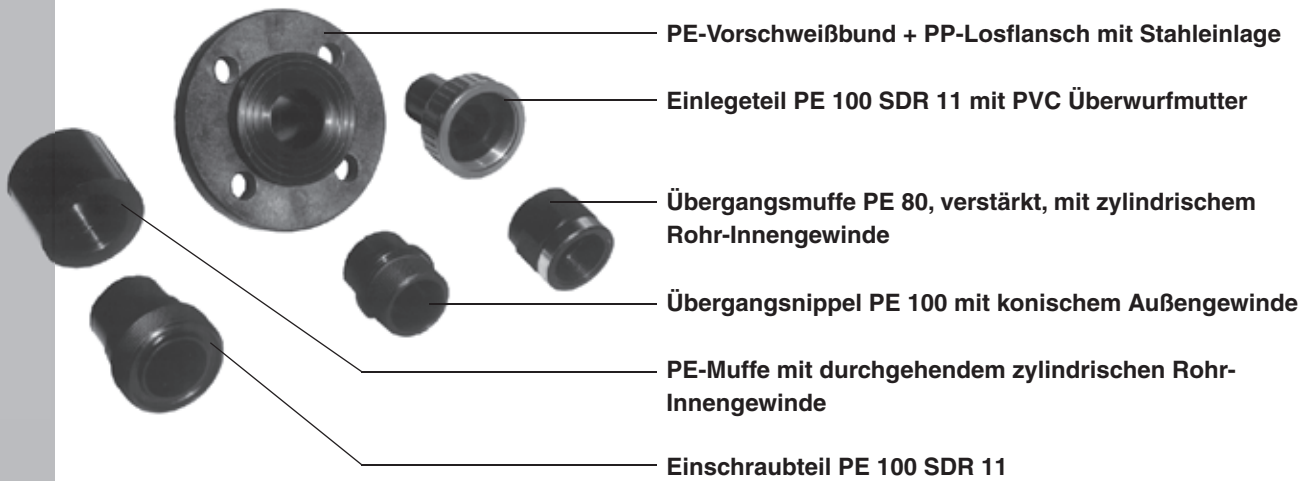 PE-Vorschweißbund + PP-Losflansch mit Stahleinlage
Einlegeteil PE 100 SDR 11 mit PVC Überwurfmutter
Übergangsmuffe PE 80, verstärkt, mit zylindrischem
Rohr-Innengewinde
Übergangsnippel PE 100 mit konischem Außengewinde
PE-Muffe mit durchgehendem zylindrischen Rohr-
Innengewinde
Einschraubteil PE 100 SDR 11